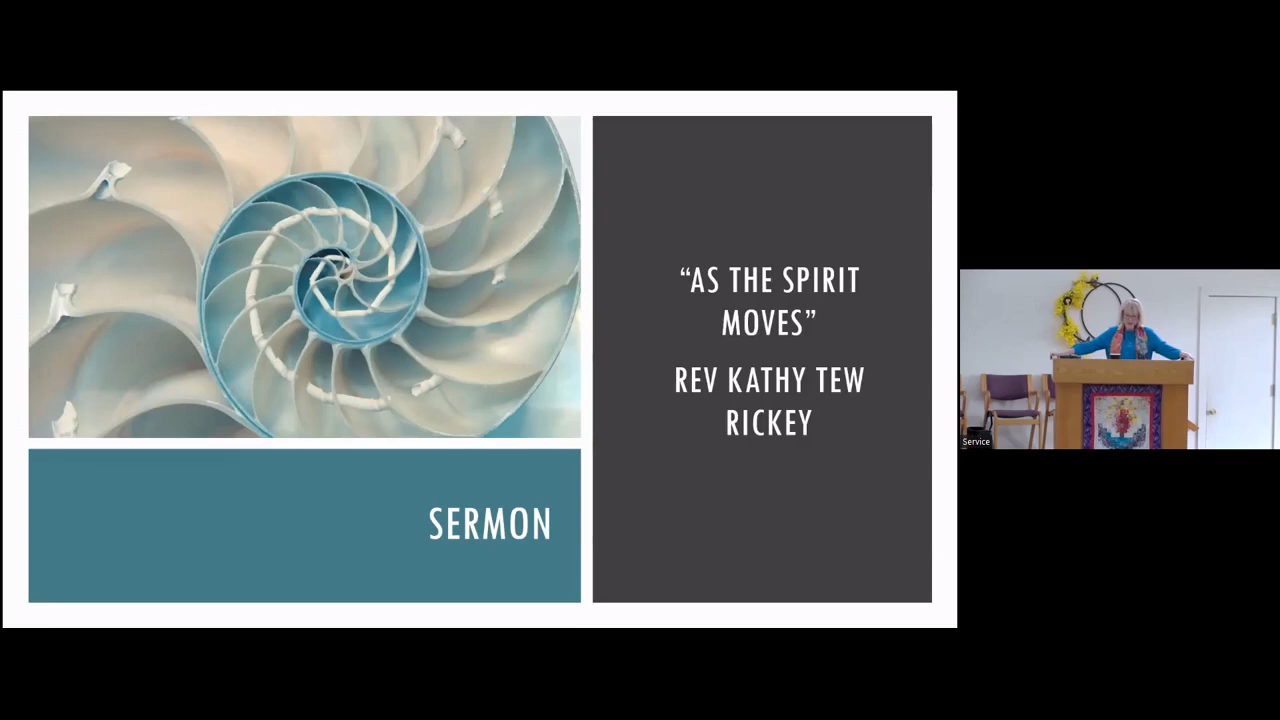 “AS THE SPIRIT
MOVES”
REV KATHY TEW
RICKEY
SERMON
Service